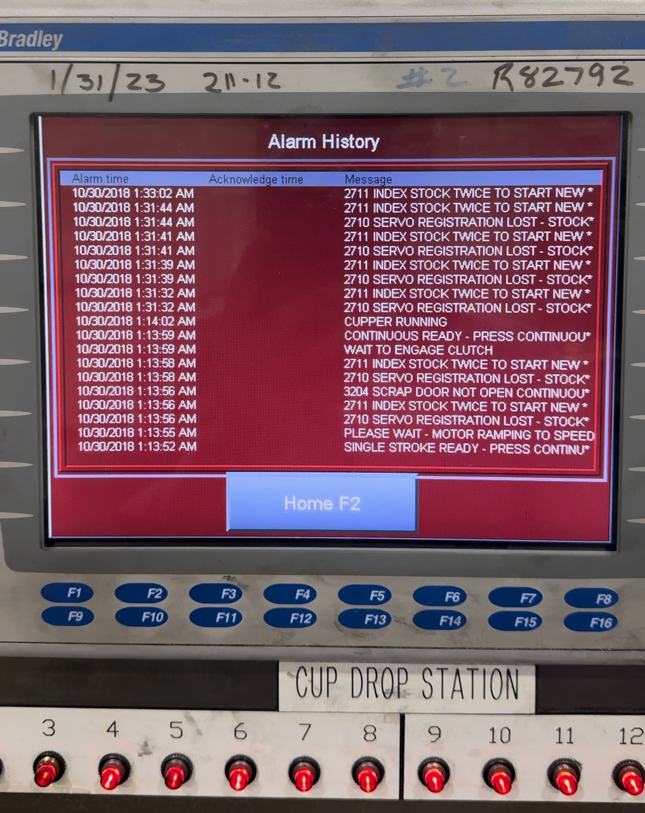 Bradley
1/31/23 211-12 #2 R82792
Alarm History
Alarm time Acknowledge time Message
10/30/2018 1:33:02 AM 2711 INDEX STOCK TWICE TO START NEW *
10/30/2018 1:31:44 AM 2711 INDEX STOCK TWICE TO START NEW *
10/30/2018 1:31:44 AM 2710 SERVO REGISTRATION LOST - STOCK*
10/30/2018 1:31:41 AM 2711 INDEX STOCK TWICE TO START NEW *
10/30/2018 1:31:41 AM 2710 SERVO REGISTRATION LOST - STOCK*
10/30/2018 1:31:39 AM 2711 INDEX STOCK TWICE TO START NEW *
10/30/2018 1:31:39 AM 2710 SERVO REGISTRATION LOST - STOCK*
10/30/2018 1:31:32 AM 2711 INDEX STOCK TWICE TO START NEW *
10/30/2018 1:31:32 AM 2710 SERVO REGISTRATION LOST - STOCK*
10/30/2018 1:14:02 AM CUPPER RUNNING
10/30/2018 1:13:59 AM CONTINUOUS READY - PRESS CONTINUOU*
10/30/2018 1:13:59 AM WAIT TO ENGAGE CLUTCH
10/30/2018 1:13:58 AM 2711 INDEX STOCK TWICE TO START NEW *
10/30/2018 1:13:58 AM 2710 SERVO REGISTRATION LOST - STOCK*
10/30/2018 1:13:56 AM 3204 SCRAP DOOR NOT OPEN CONTINUOU*
10/30/2018 1:13:56 AM 2711 INDEX STOCK TWICE TO START NEW *
10/30/2018 1:13:56 AM 2710 SERVO REGISTRATION LOST - STOCK*
10/30/2018 1:13:55 AM PLEASE WAIT - MOTOR RAMPING TO SPEED
10/30/2018 1:13:52 AM SINGLE STROKE READY - PRESS CONTINU*
Home F2
F1 F2 F3 F4 F5 F6 F7 F8
F9 F10 F11 F12 F13 F14 F15 F16
CUP DROP STATION
3 4 5 6 7 8 9 10 11 12